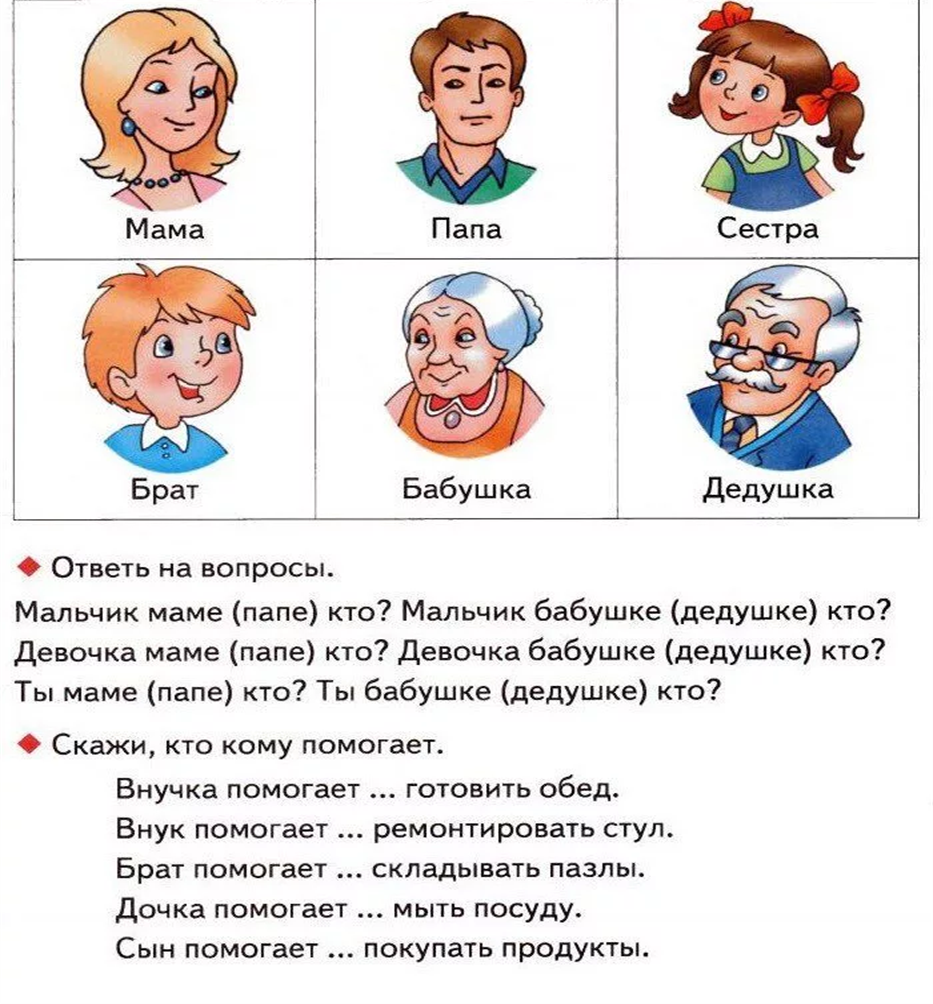 Мама Папа Сестра
Брат Бабушка Дедушка
Ответь на вопросы.
Мальчик маме (папе) кто? Мальчик бабушке (дедушке) кто?
Девочка маме (папе) кто? Девочка бабушке (дедушке) кто?
Ты маме (папе) кто? Ты бабушке (дедушке) кто?
Скажи, кто кому помогает.
Внучка помогает ... готовить обед.
Внук помогает ... ремонтировать стул.
Брат помогает ... складывать пазлы.
Дочка помогает ... мыть посуду.
Сын помогает ... покупать продукты.